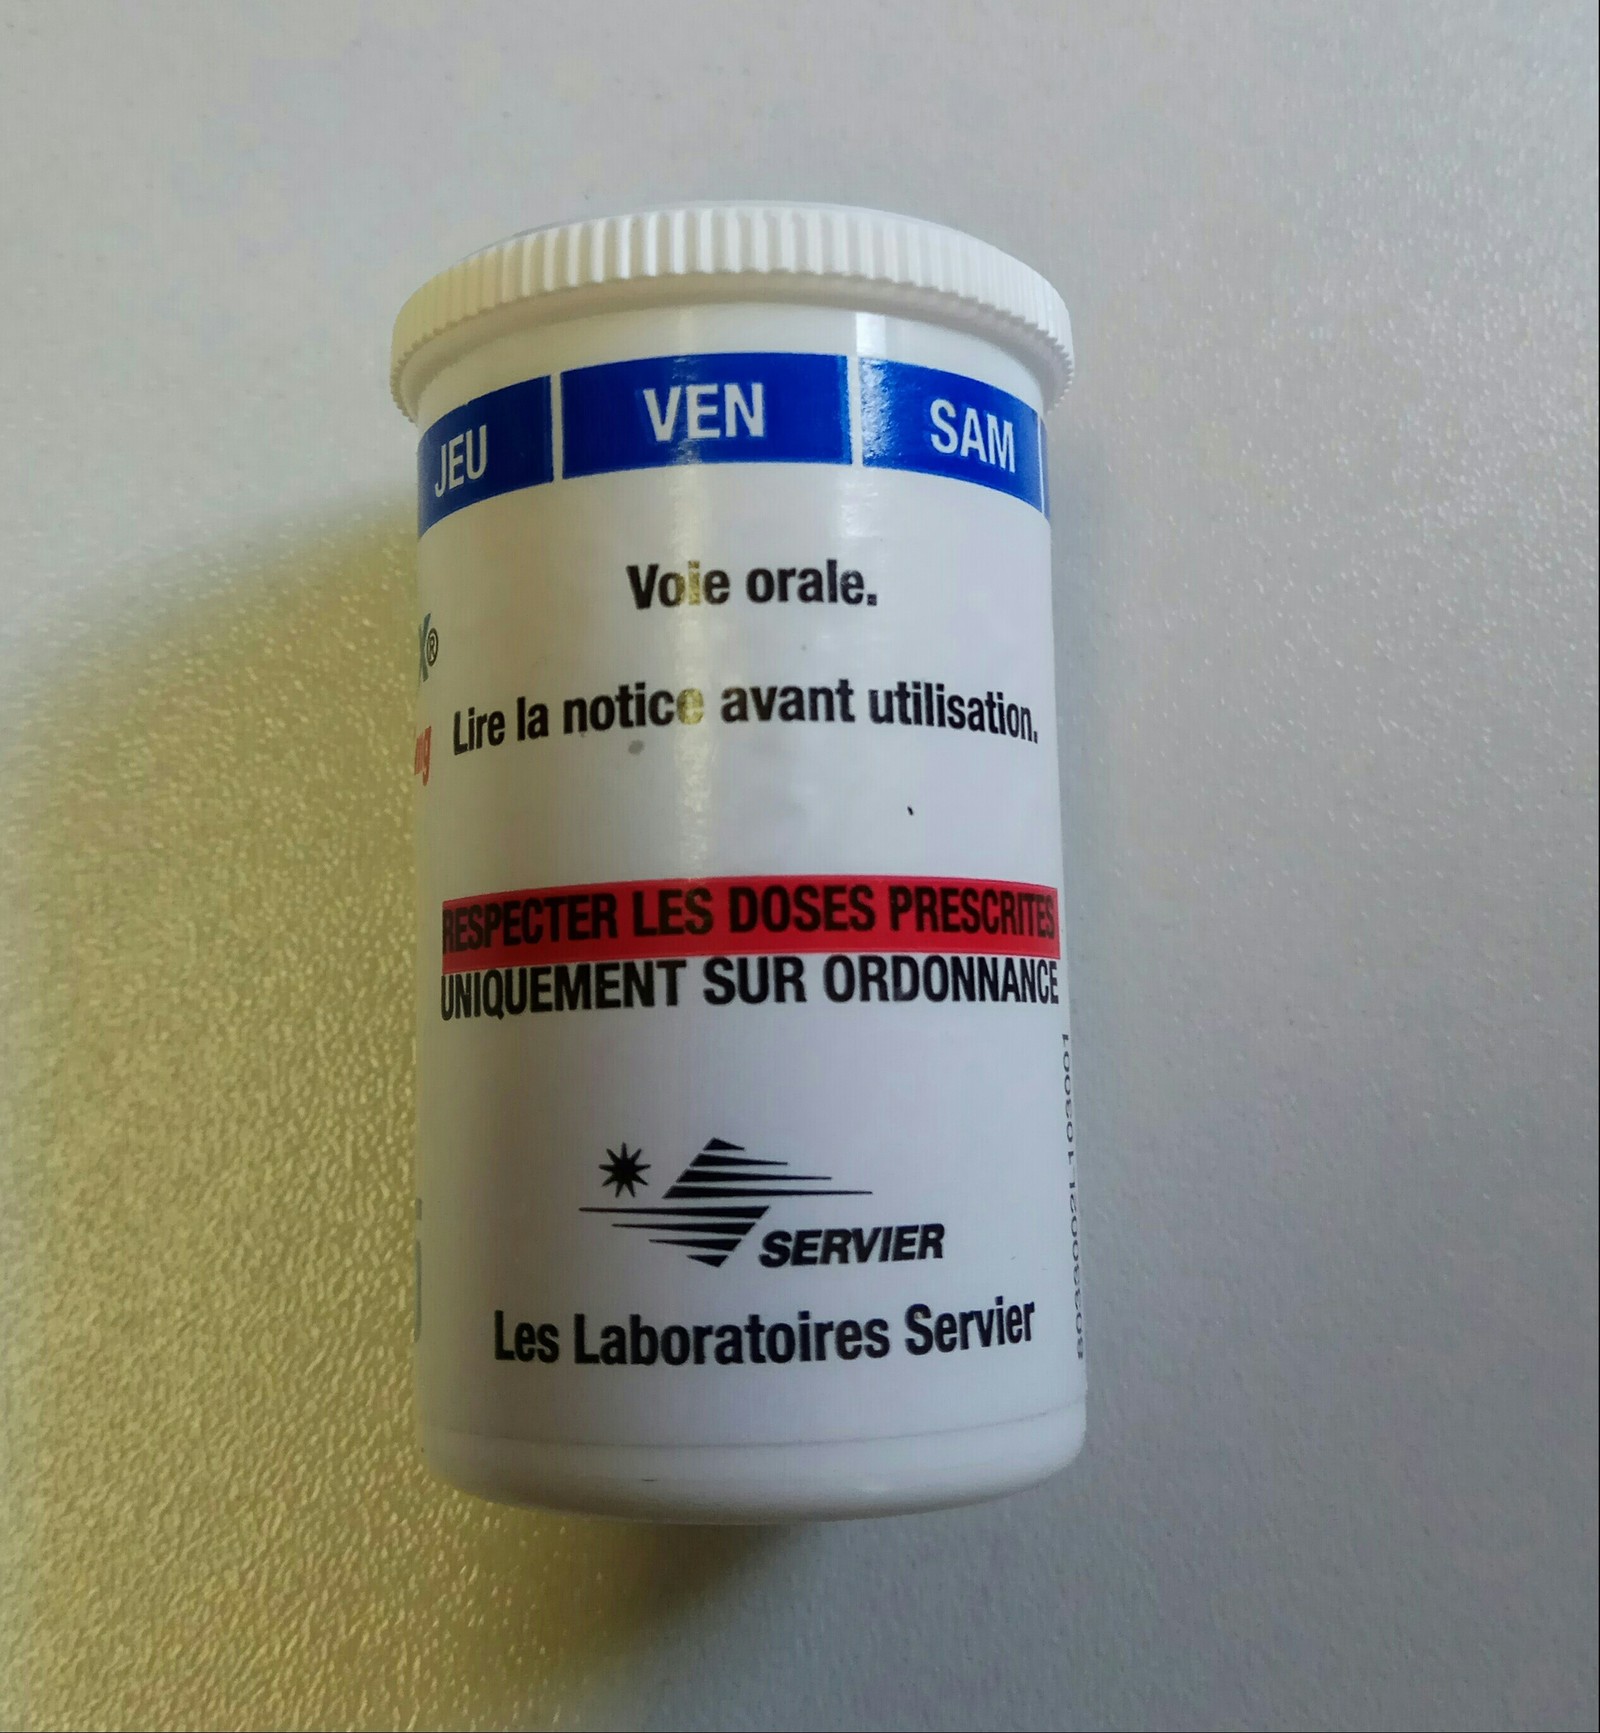 JEU VEN SAM
Voie orale.
X®
Lire la notice avant utilisation.
mg
RESPECTER LES DOSES PRESCRITES
UNIQUEMENT SUR ORDONNANCE
SERVIER
Les Laboratoires Servier